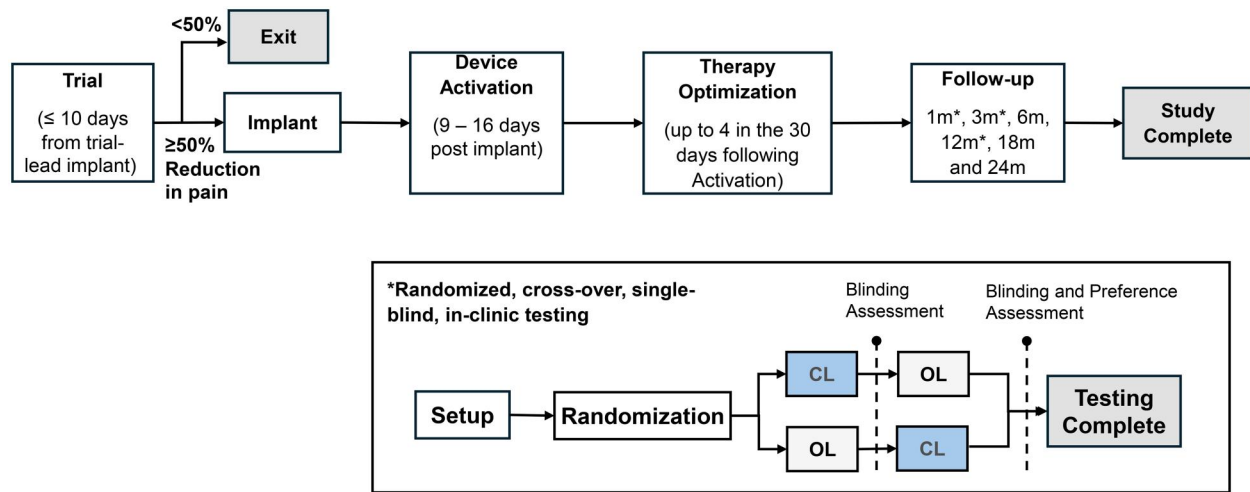 <50%
Exit
Trial
(≤ 10 days
from trial-
lead implant)
≥50%
Reduction
in pain
Implant
Device
Activation
(9 – 16 days
post implant)
Therapy
Optimization
(up to 4 in the 30
days following
Activation)
Follow-up
1m*, 3m*, 6m,
12m*, 18m
and 24m
Study
Complete
*Randomized, cross-over, single-
blind, in-clinic testing
Blinding
Assessment
Blinding and Preference
Assessment
Setup
Randomization
CL
OL
OL
CL
Testing
Complete